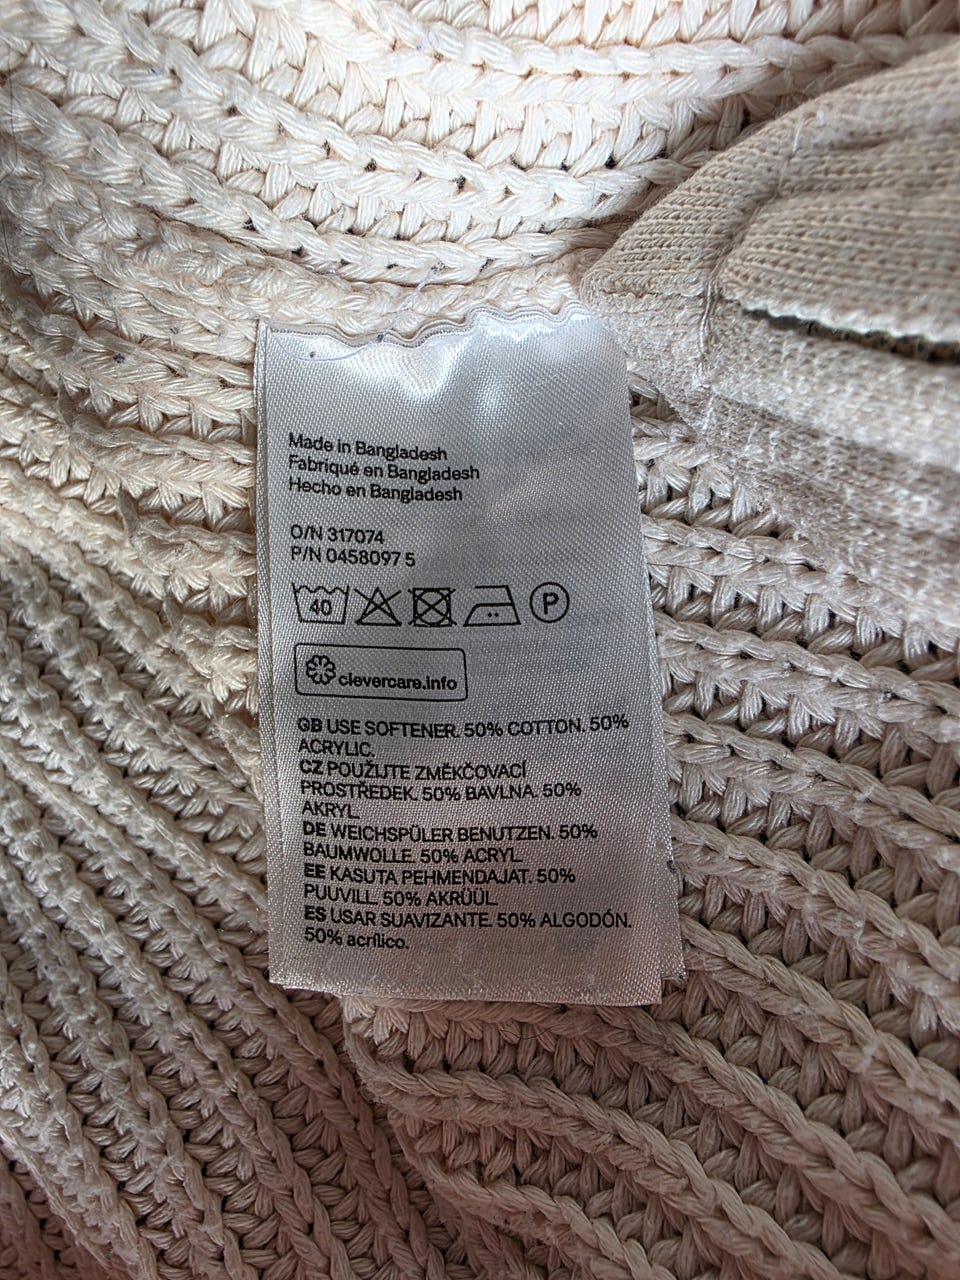 Made in Bangladesh
Fabriqué en Bangladesh
Hecho en Bangladesh
O/N 317074
P/N 0458097 5
40 P
clevercare.info
GB USE SOFTENER. 50% COTTON. 50%
ACRYLIC.
CZ POUŽIJTE ZMĚKČOVACÍ
PROSTŘEDEK. 50% BAVLNA. 50%
AKRYL.
DE WEICHSPÜLER BENUTZEN. 50%
BAUMWOLLE. 50% ACRYL.
EE KASUTA PEHMENDAJAT. 50%
PUUVILL. 50% AKRÜÜL.
ES USAR SUAVIZANTE. 50% ALGODÓN.
50% acrílico.